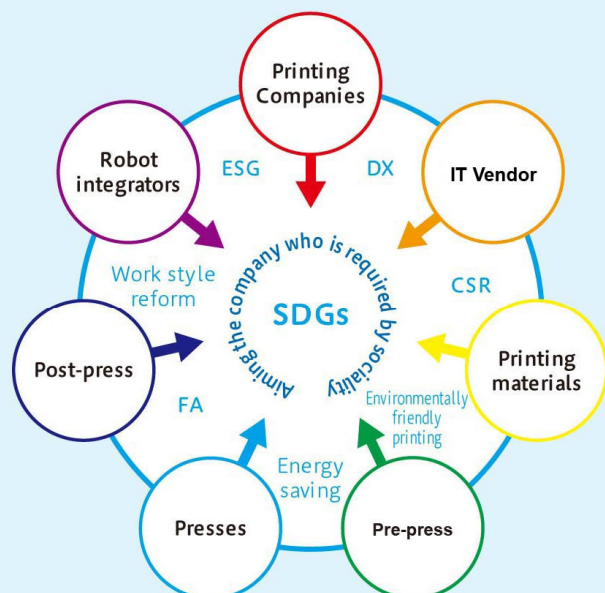 Printing
Companies
Robot
integrators
ESG
DX
IT Vendor
Aiming the company who is required by sociality
SDGs
Work style
reform
CSR
Post-press
Printing
materials
FA
Environmentally
friendly
printing
Energy
saving
Presses
Pre-press